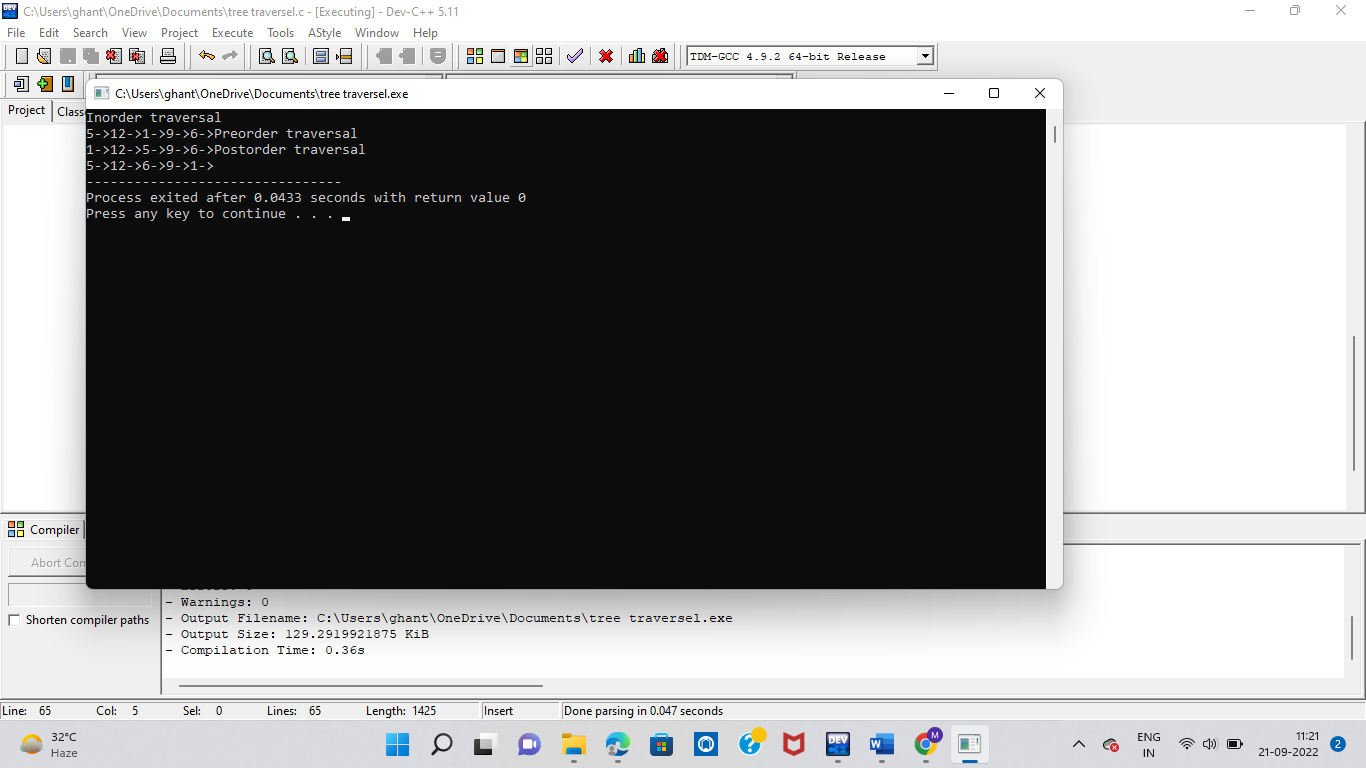 C:\Users\ghant\OneDrive\Documents\tree traversel.c - [Executing] - Dev-C++ 5.11
File Edit Search View Project Execute Tools AStyle Window Help
TDM-GCC 4.9.2 64-bit Release
C:\Users\ghant\OneDrive\Documents\tree traversel.exe
Project Class
Inorder traversal
5->12->1->9->6->Preorder traversal
1->12->5->9->6->Postorder traversal
5->12->6->9->1->
--------------------------------
Process exited after 0.0433 seconds with return value 0
Press any key to continue . . .
Compiler
Abort Com
Shorten compiler paths
- Warnings: 0
- Output Filename: C:\Users\ghant\OneDrive\Documents\tree traversel.exe
- Output Size: 129.2919921875 KiB
- Compilation Time: 0.36s
Line: 65 Col: 5 Sel: 0 Lines: 65 Length: 1425 Insert Done parsing in 0.047 seconds
32°C
Haze
DEV
W
M
ENG
IN
11:21
21-09-2022
2